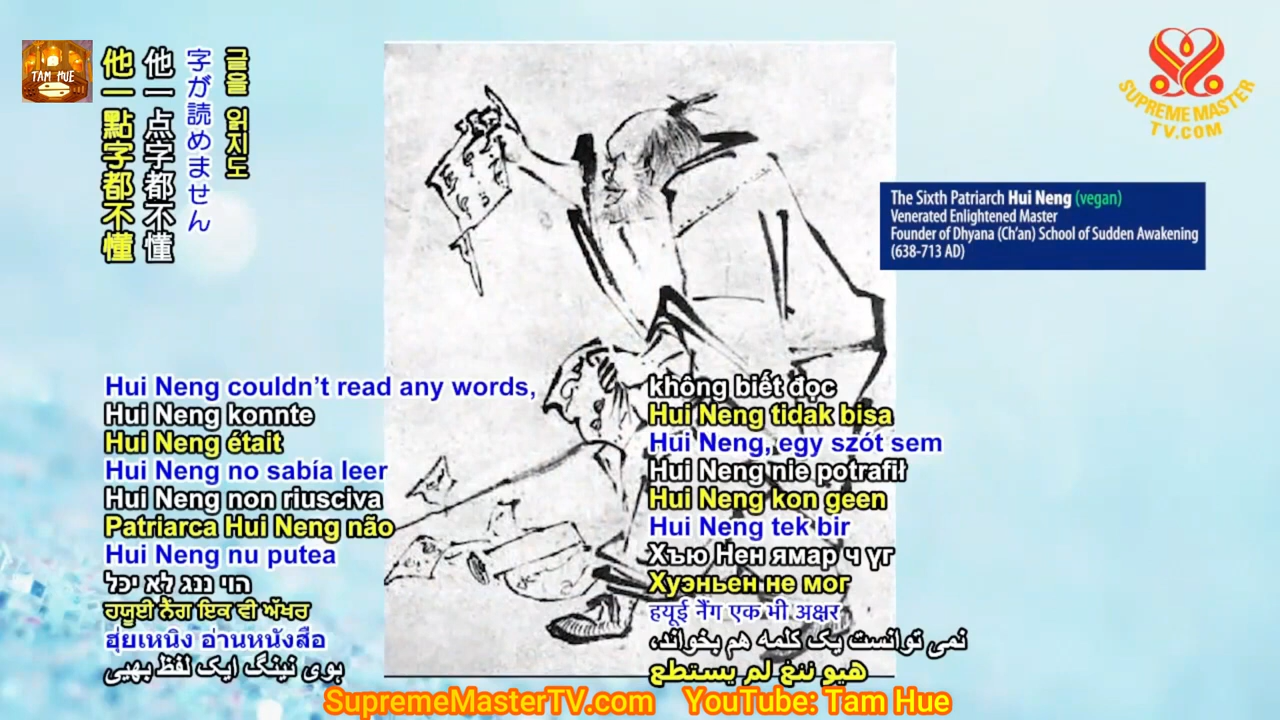 TAM HUE
他一點字都不懂
他一点字都不懂
字が読めません
글을 읽지도
SUPREME MASTER
TV.COM
The Sixth Patriarch Hui Neng (vegan)
Venerated Enlightened Master
Founder of Dhyana (Ch'an) School of Sudden Awakening
(638-713 AD)
Hui Neng couldn't read any words,
Hui Neng konnte
Hui Neng était
Hui Neng no sabía leer
Hui Neng non riusciva
Patriarca Hui Neng não
Hui Neng nu putea
הוי ננג לא יכל
ਹਯੂਈ ਨੈਂਗ ਇਕ ਵੀ ਅੱਖਰ
ฮุ่ยเหนิง อ่านหนังสือ
ہوی نینگ ایک لفظ بھی
không biết đọc
Hui Neng tidak bisa
Hui Neng, egy szót sem
Hui Neng nie potrafił
Hui Neng kon geen
Hui Neng tek bir
Хъюо Нен ямар ч үг
Хуэньен не мог
हयूई नैंग एक भी अक्षर
نمی توانست یک کلمه هم بخواند،
هيو ننغ لم يستطع
SupremeMasterTV.com YouTube: Tam Hue